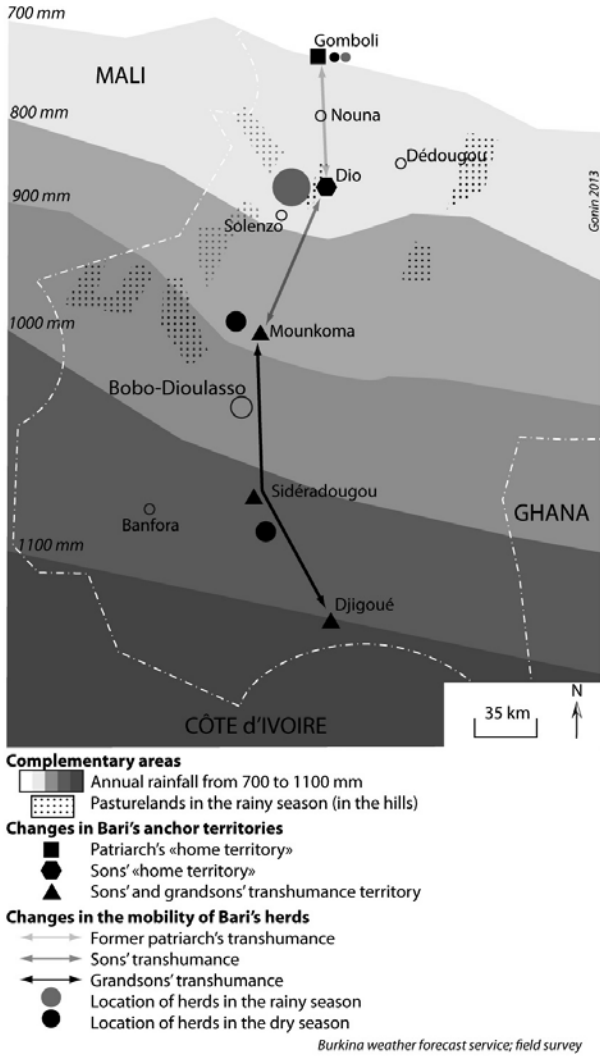 700 mm
Gomboli
MALI
800 mm
Nouna
Dédougou
Dio
900 mm
Solenzo
Gonin 2013
1000 mm
Mounkoma
Bobo-Dioulasso
Sidéradougou
Banfora
GHANA
1100 mm
Djigoué
N
35 km
CÔTE d'IVOIRE
Complementary areas
Annual rainfall from 700 to 1100 mm
Pasturelands in the rainy season (in the hills)
Changes in Bari's anchor territories
Patriarch's «home territory»
Sons' «home territory»
Sons' and grandsons' transhumance territory
Changes in the mobility of Bari's herds
Former patriarch's transhumance
Sons' transhumance
Grandsons' transhumance
Location of herds in the rainy season
Location of herds in the dry season
Burkina weather forecast service; field survey